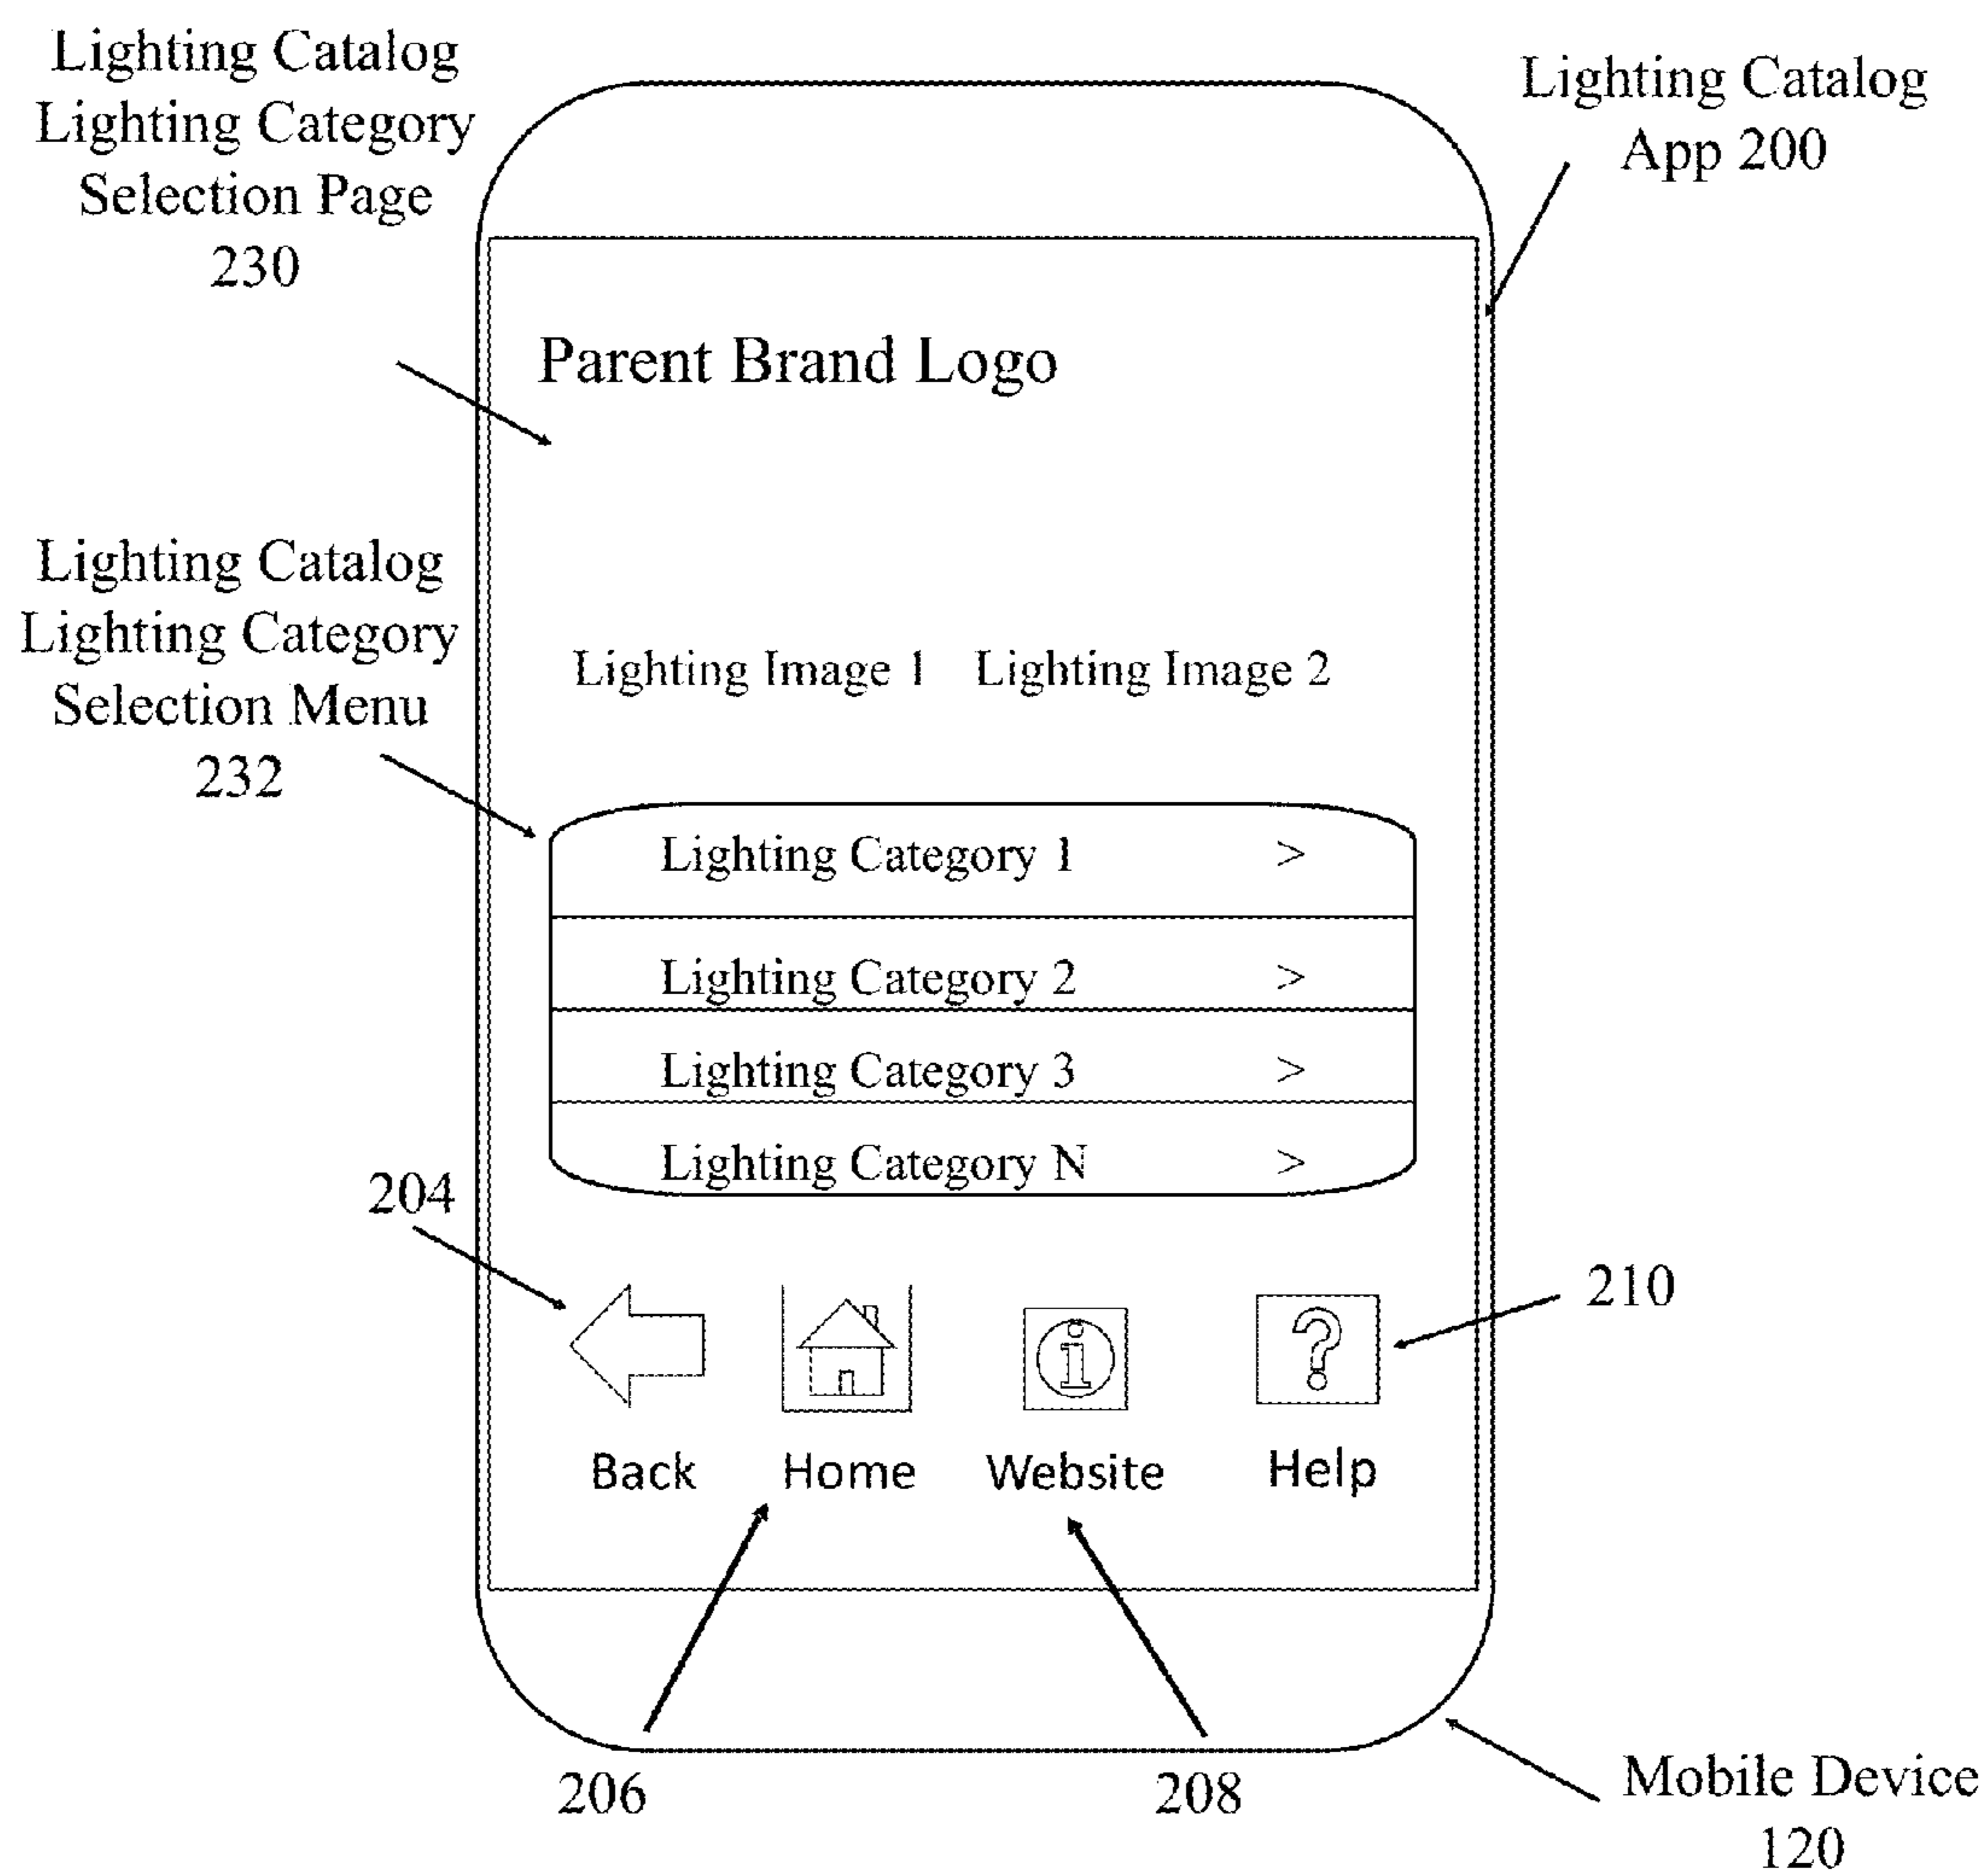 Lighting Catalog
Lighting Category
Selection Page
230
Lighting Catalog
App 200
Parent Brand Logo
Lighting Catalog
Lighting Category
Selection Menu
232
Lighting Image 1 Lighting Image 2
Lighting Category 1 >
Lighting Category 2 >
Lighting Category 3 >
Lighting Category N >
204
210
i
?
Back Home Website Help
206
208
Mobile Device
120